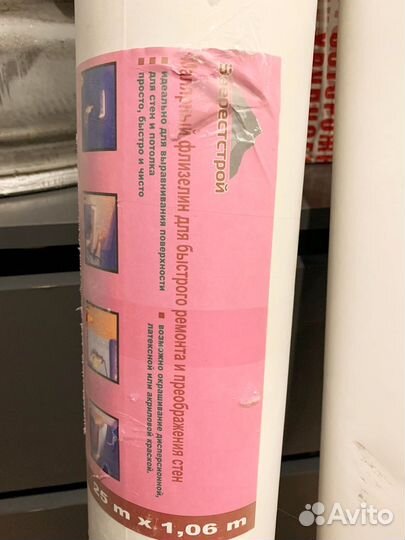 Эверестстрой
Малярный флизелин для быстрого ремонта и преображения стен
■ идеально для выравнивания поверхности
для стен и потолка
просто, быстро и чисто
■ возможно окрашивание дисперсионной,
латексной или акриловой краской.
25 m x 1,06 m
Avito